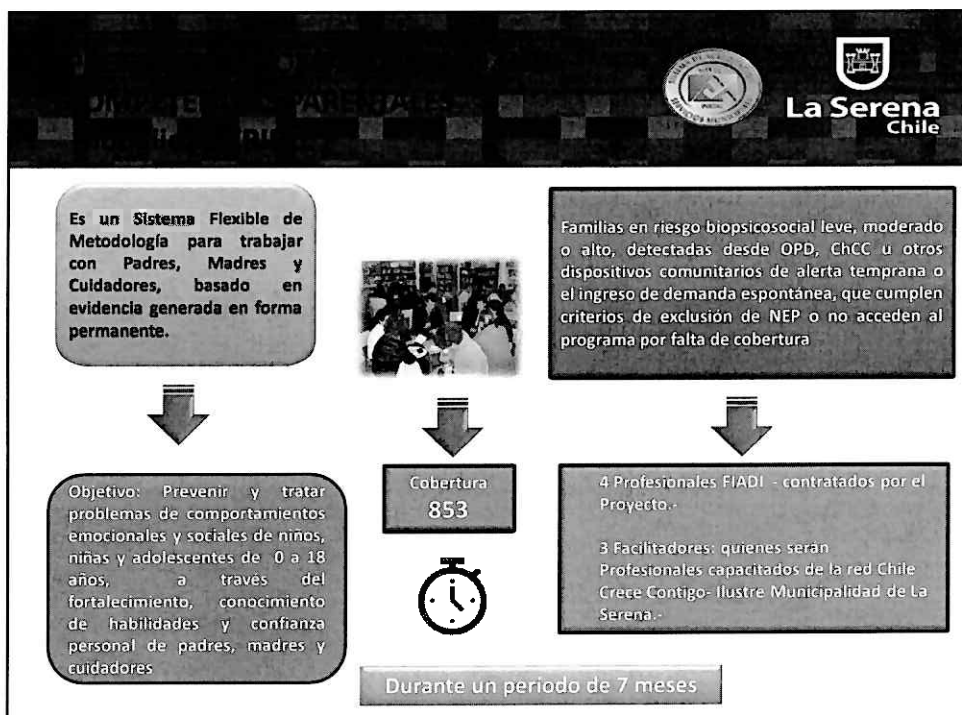 PARENTALES
La Serena
Chile
Es un Sistema Flexible de
Metodología para trabajar
con Padres, Madres y
Cuidadores, basado en
evidencia generada en forma
permanente.
Familias en riesgo biopsicosocial leve, moderado
o alto, detectadas desde OPD, ChCC u otros
dispositivos comunitarios de alerta temprana o
el ingreso de demanda espontánea, que cumplen
criterios de exclusión de NEP o no acceden al
programa por falta de cobertura
Objetivo: Prevenir y tratar
problemas de comportamientos
emocionales y sociales de niños,
niñas y adolescentes de 0 a 18
años, a través del
fortalecimiento, conocimiento
de habilidades y confianza
personal de padres, madres y
cuidadores
Cobertura
853
4 Profesionales FIADI - contratados por el
Proyecto.-
3 Facilitadores: quienes serán
Profesionales capacitados de la red Chile
Crece Contigo- Ilustre Municipalidad de La
Serena.-
Durante un periodo de 7 meses